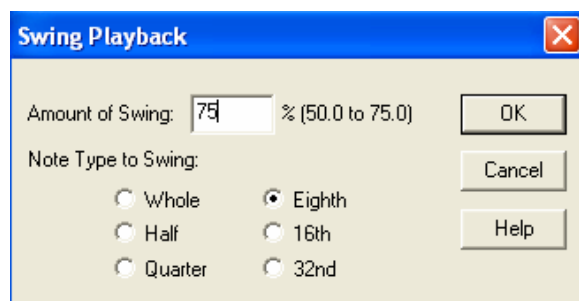 Swing Playback
Amount of Swing: 75 % (50.0 to 75.0) OK
Note Type to Swing: Cancel
Whole Eighth
Half 16th Help
Quarter 32nd